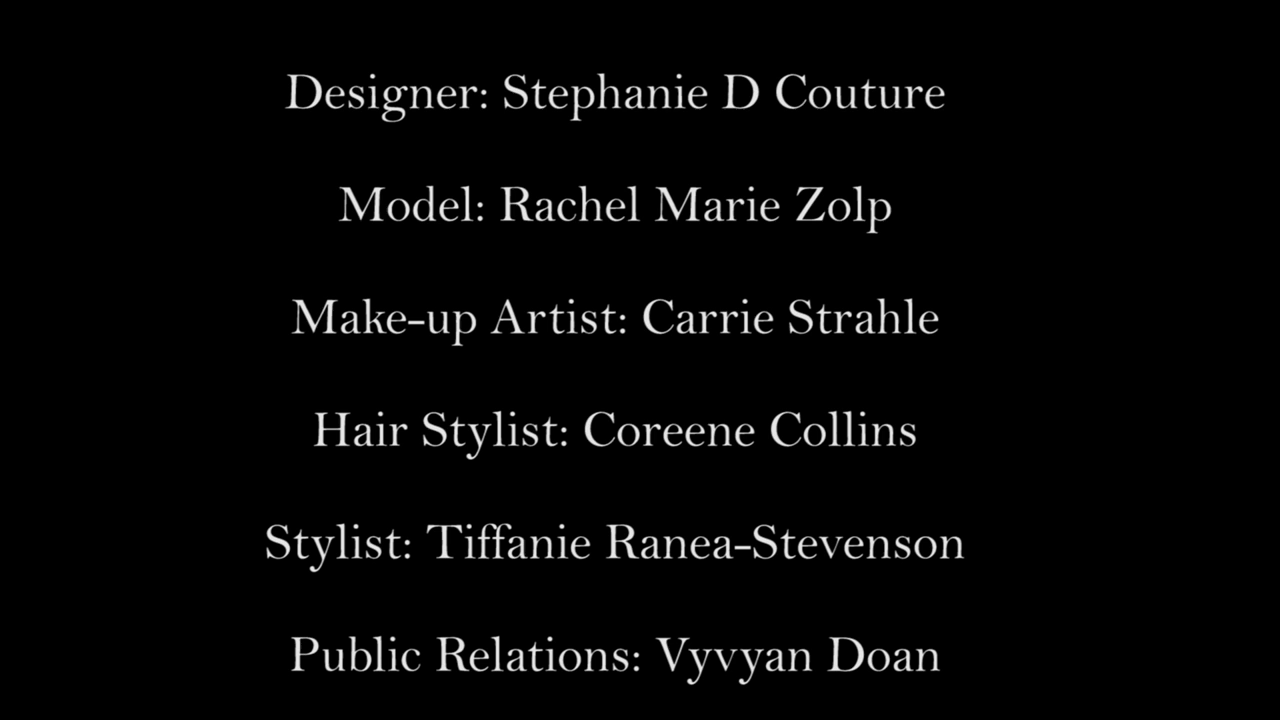 Designer: Stephanie D Couture
Model: Rachel Marie Zolp
Make-up Artist: Carrie Strahle
Hair Stylist: Coreene Collins
Stylist: Tiffanie Ranea-Stevenson
Public Relations: Vyvyan Doan